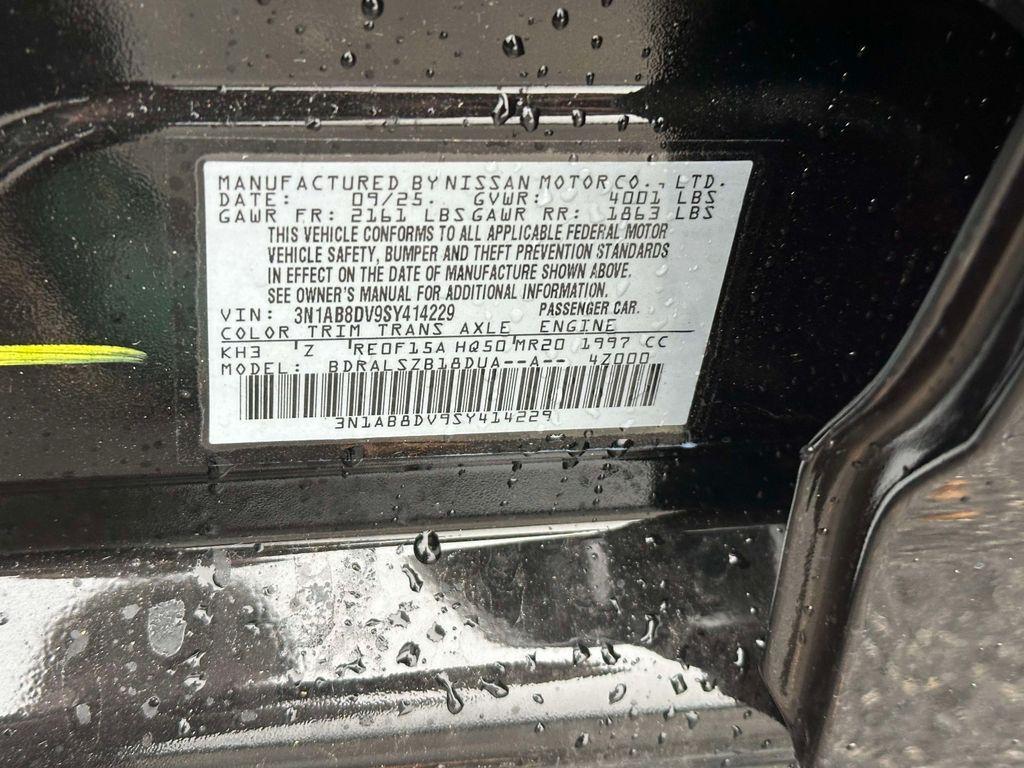 MANUFACTURED BY NISSAN MOTOR CO., LTD.
DATE: 09/25. GVWR: 4001 LBS
GAWR FR: 2161 LBS GAWR RR: 1863 LBS
THIS VEHICLE CONFORMS TO ALL APPLICABLE FEDERAL MOTOR
VEHICLE SAFETY, BUMPER AND THEFT PREVENTION STANDARDS
IN EFFECT ON THE DATE OF MANUFACTURE SHOWN ABOVE.
SEE OWNER'S MANUAL FOR ADDITIONAL INFORMATION.
VIN: 3N1AB8DV9SY414229 PASSENGER CAR.
COLOR TRIM TRANS AXLE ENGINE
KH3 'Z RE0F15A HQ50 MR20 1997 CC
MODEL: BDRALSZB18DUA--A-- 4Z000
3N1AB8DV9SY414229